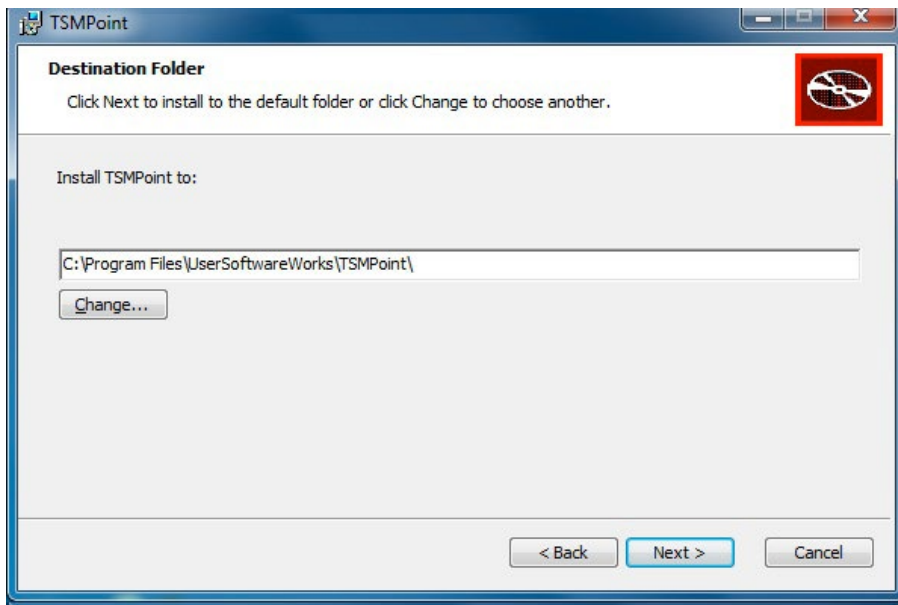 TSMPoint
Destination Folder
Click Next to install to the default folder or click Change to choose another.
Install TSMPoint to:
C:\Program Files\UserSoftwareWorks\TSMPoint\
Change...
< Back
Next >
Cancel